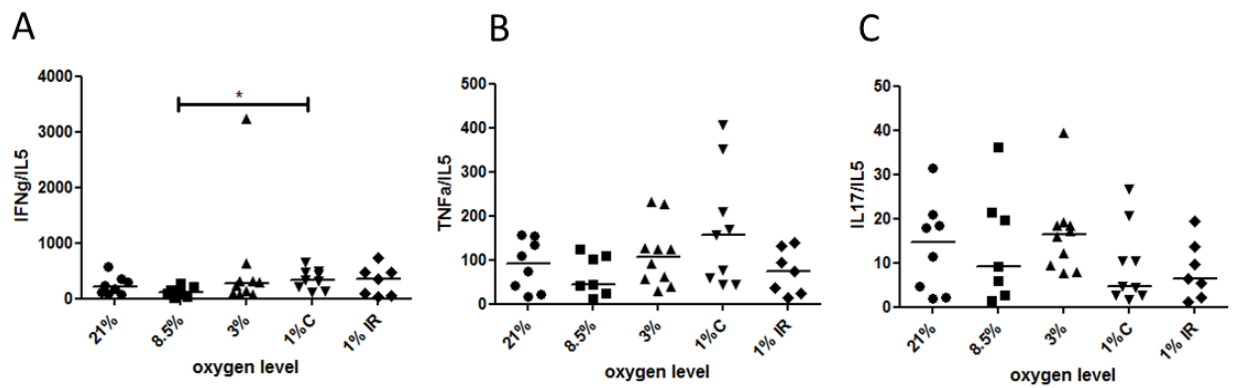 A
B
C
4000
3000
2000
1000
0
IFNg/IL5
*
21%
8.5%
3%
1%C
1% IR
oxygen level
500
400
300
200
100
0
TNFa/IL5
21%
8.5%
3%
1%C
1% IR
oxygen level
50
40
30
20
10
0
IL17/IL5
21%
8.5%
3%
1%C
1% IR
oxygen level